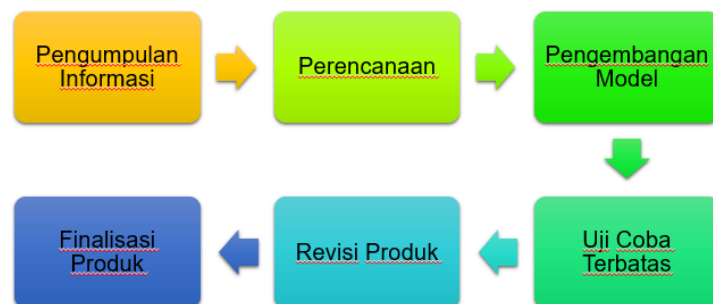 Pengumpulan
Informasi
Perencanaan
Pengembangan
Model
Uji Coba
Terbatas
Revisi Produk
Finalisasi
Produk